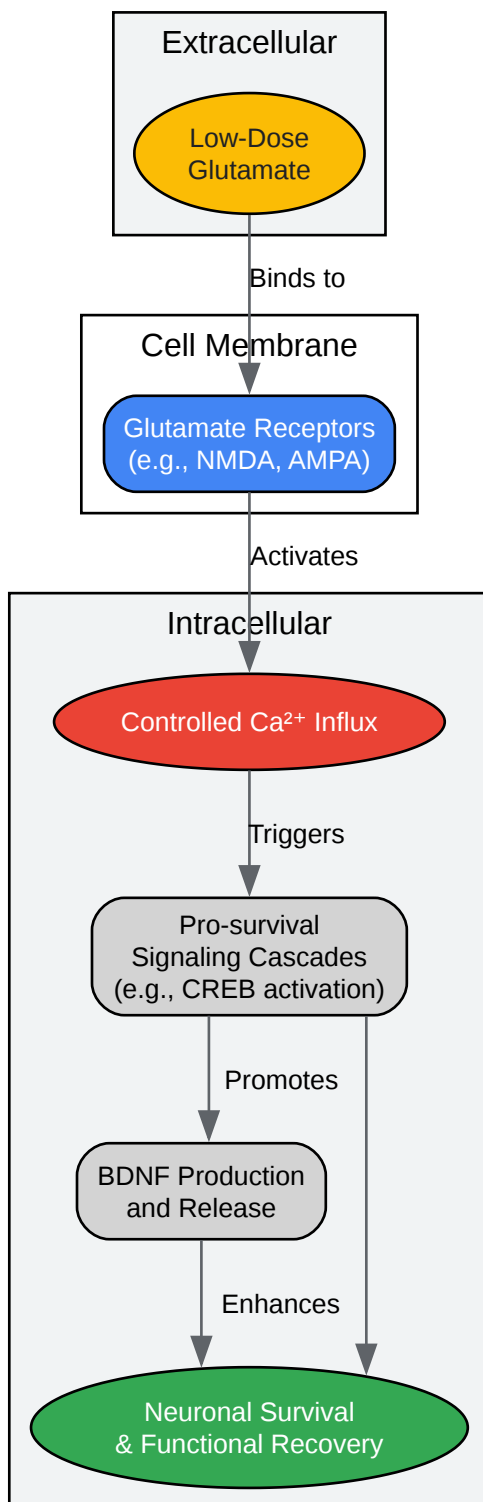 Extracellular
Low-Dose
Glutamate
Binds to
Cell Membrane
Glutamate Receptors
(e.g., NMDA, AMPA)
Activates
Intracellular
Controlled Ca²⁺ Influx
Triggers
Pro-survival
Signaling Cascades
(e.g., CREB activation)
Promotes
BDNF Production
and Release
Enhances
Neuronal Survival
& Functional Recovery